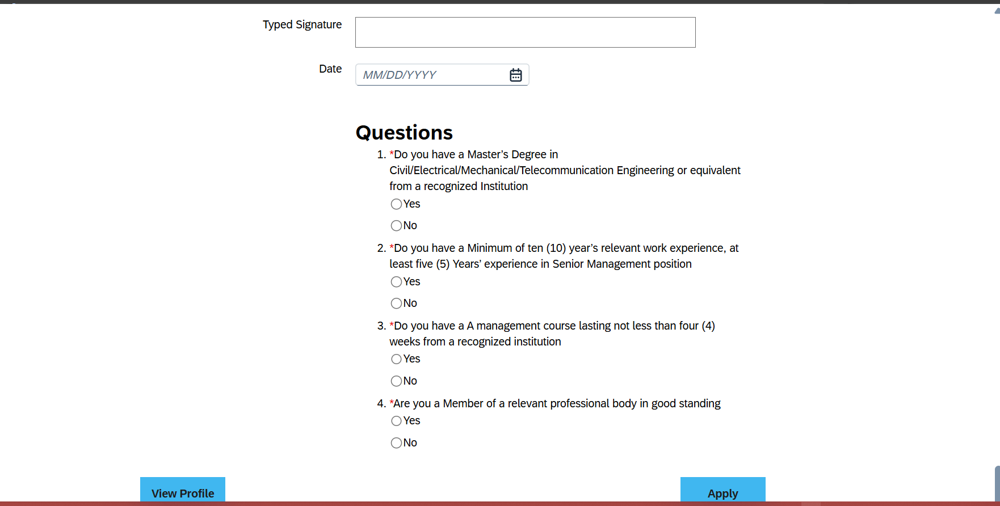 Typed Signature
Date
MM/DD/YYYY
Questions
1. *Do you have a Master’s Degree in
Civil/Electrical/Mechanical/Telecommunication Engineering or equivalent
from a recognized Institution
Yes
No
2. *Do you have a Minimum of ten (10) year’s relevant work experience, at
least five (5) Years’ experience in Senior Management position
Yes
No
3. *Do you have a A management course lasting not less than four (4)
weeks from a recognized institution
Yes
No
4. *Are you a Member of a relevant professional body in good standing
Yes
No
View Profile
Apply